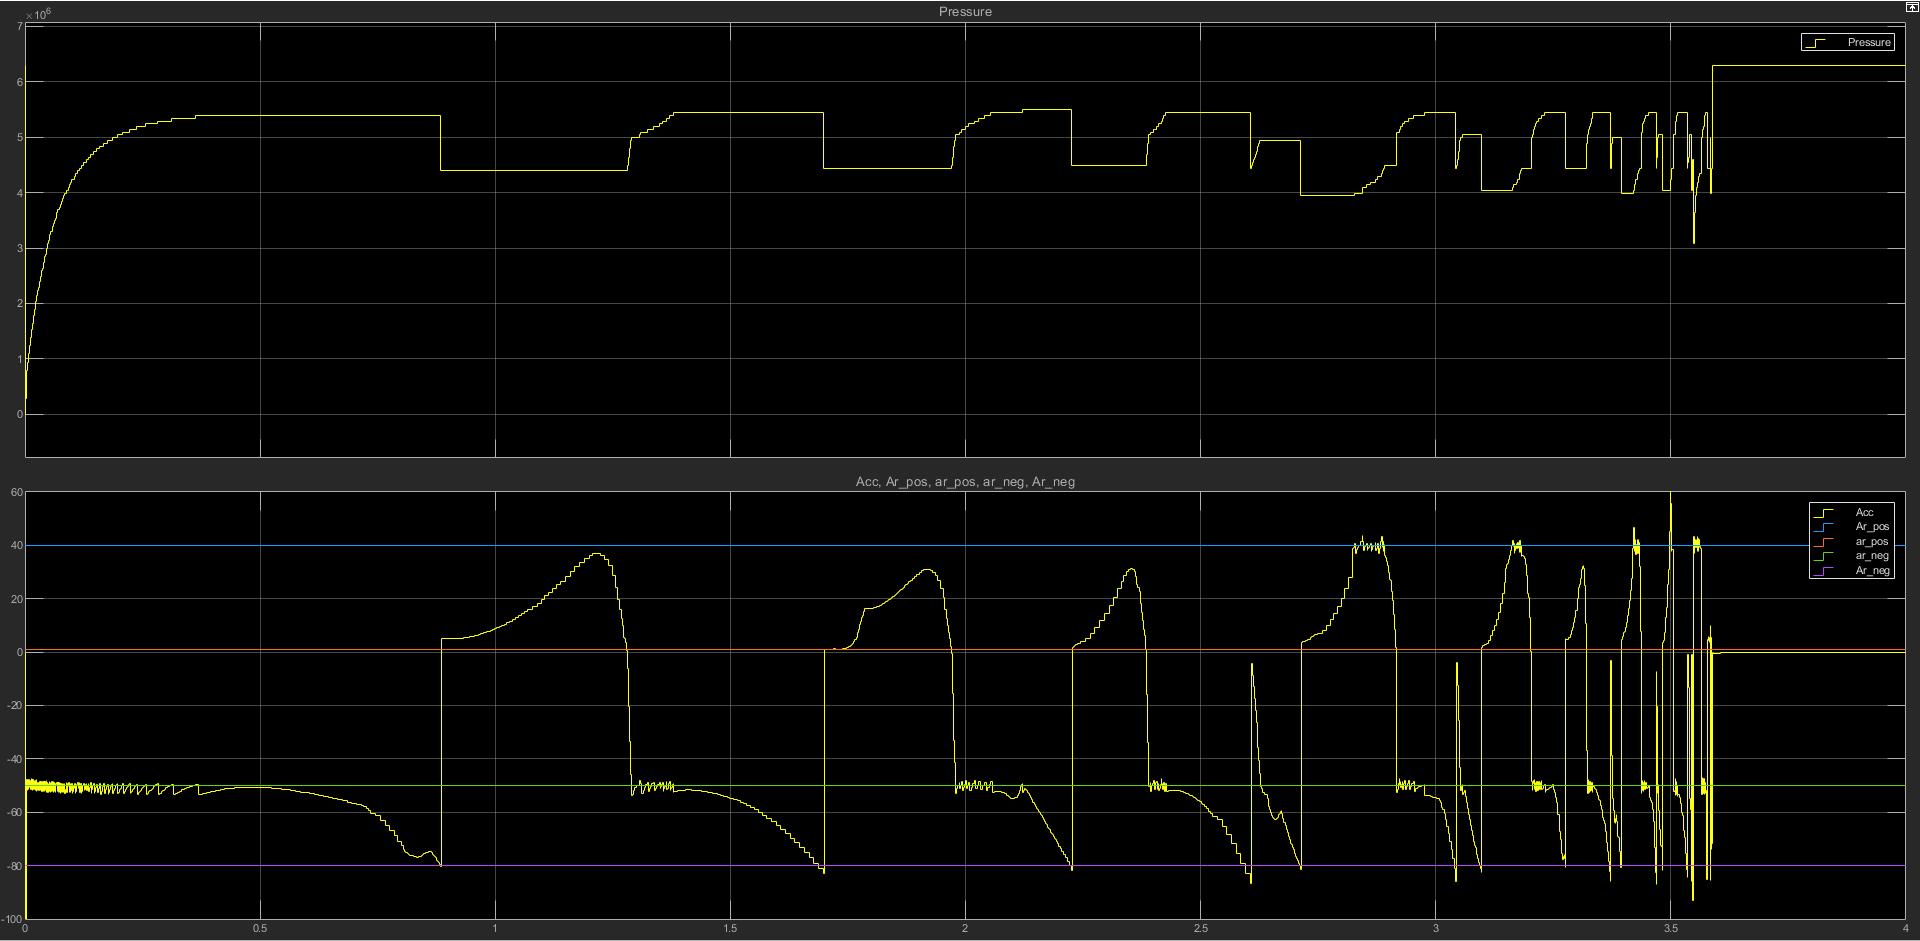 Pressure
×10⁶
7
6
5
4
3
2
1
0
Pressure
Acc, Ar_pos, ar_pos, ar_neg, Ar_neg
60
40
20
0
-20
-40
-60
-80
-100
Acc
Ar_pos
ar_pos
ar_neg
Ar_neg
0 0.5 1 1.5 2 2.5 3 3.5 4